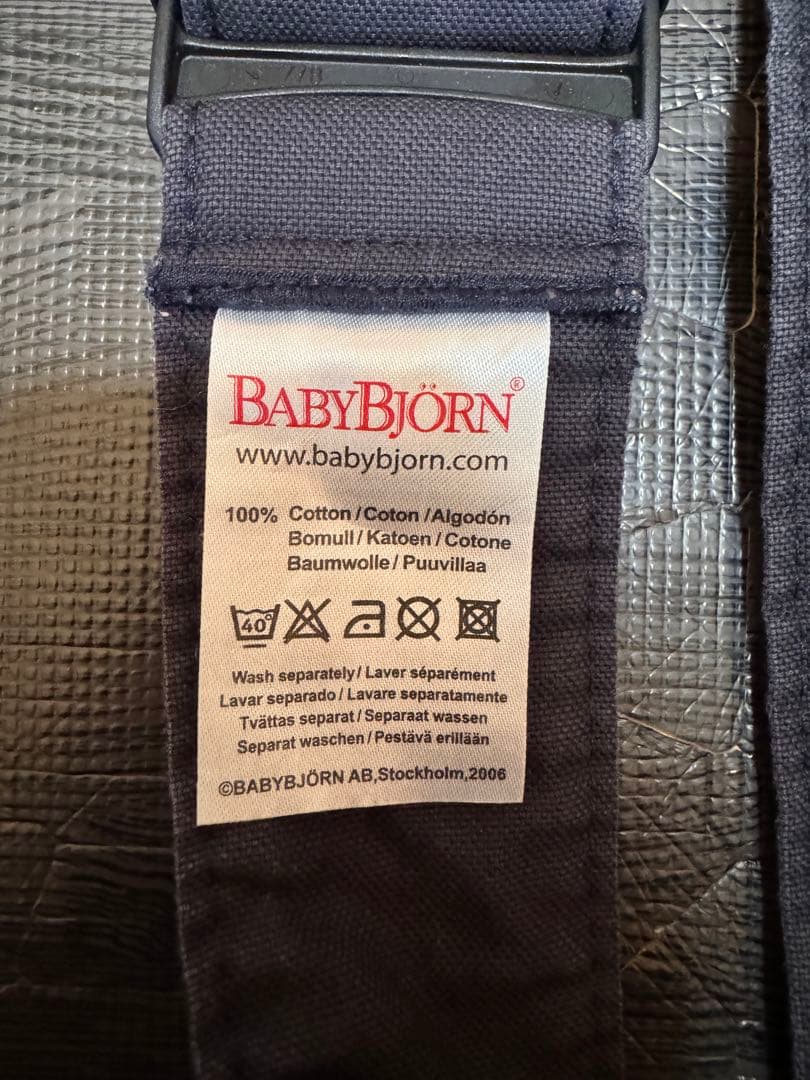 BABYBJÖRN®
www.babybjorn.com
100% Cotton/Coton/Algodón
Bomull/Katoen/Cotone
Baumwolle/Puuvillaa
40°
Wash separately/Laver séparément
Lavar separado/Lavare separatamente
Tvättas separat/Separaat wassen
Separat waschen/Pestävä erillään
©BABYBJÖRN AB,Stockholm,2006